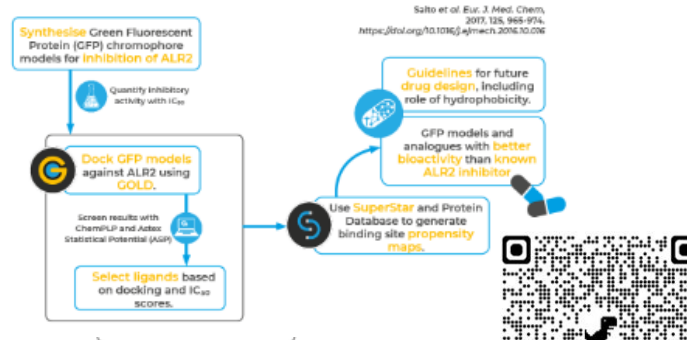 Saito et al. Eur. J. Med. Chem,
2017, 125, 965-974.
https://doi.org/10.1016/j.ejmech.2016.10.016
Synthesise Green Fluorescent
Protein (GFP) chromophore
models for inhibition of ALR2
Quantify inhibitory
activity with IC₅₀
Dock GFP models
against ALR2 using
GOLD.
Screen results with
ChemPLP and Astex
Statistical Potential (ASP)
Select ligands based
on docking and IC₅₀
scores.
Use SuperStar and Protein
Database to generate
binding site propensity
maps.
Guidelines for future
drug design, including
role of hydrophobicity.
GFP models and
analogues with better
bioactivity than known
ALR2 inhibitor